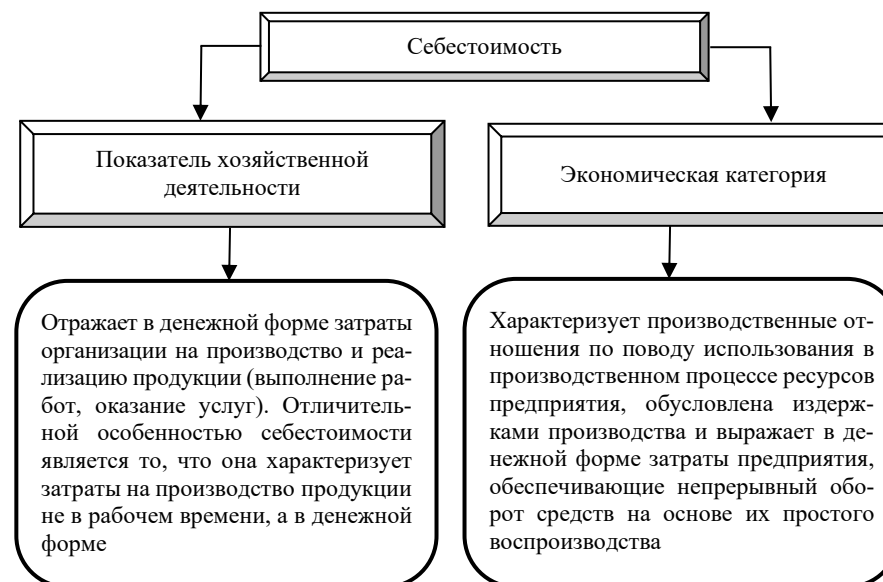 Себестоимость
Показатель хозяйственной
деятельности
Экономическая категория
Отражает в денежной форме затраты
организации на производство и реа-
лизацию продукции (выполнение ра-
бот, оказание услуг). Отличитель-
ной особенностью себестоимости
является то, что она характеризует
затраты на производство продукции
не в рабочем времени, а в денежной
форме
Характеризует производственные от-
ношения по поводу использования в
производственном процессе ресурсов
предприятия, обусловлена издерж-
ками производства и выражает в де-
нежной форме затраты предприятия,
обеспечивающие непрерывный обо-
рот средств на основе их простого
воспроизводства